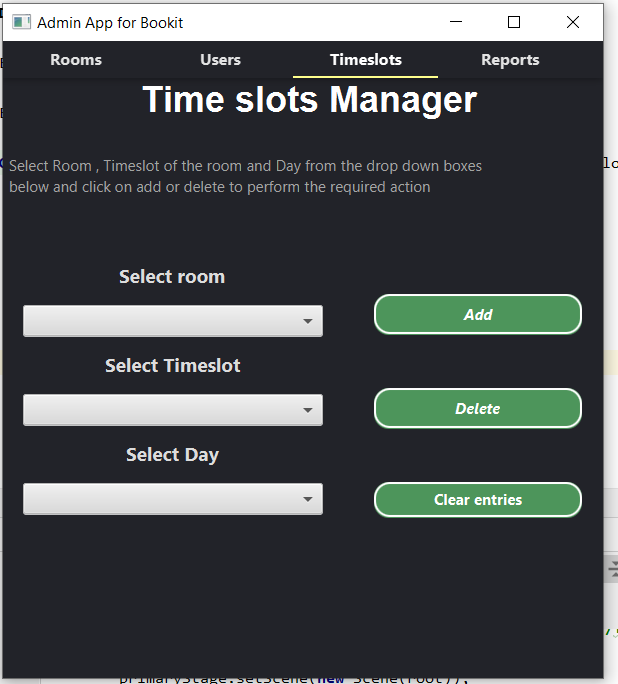 Admin App for Bookit
Rooms Users Timeslots Reports
Time slots Manager
Select Room , Timeslot of the room and Day from the drop down boxes
below and click on add or delete to perform the required action
Select room
Add
Select Timeslot
Delete
Select Day
Clear entries
primaryStage.setScene(new Scene(root));